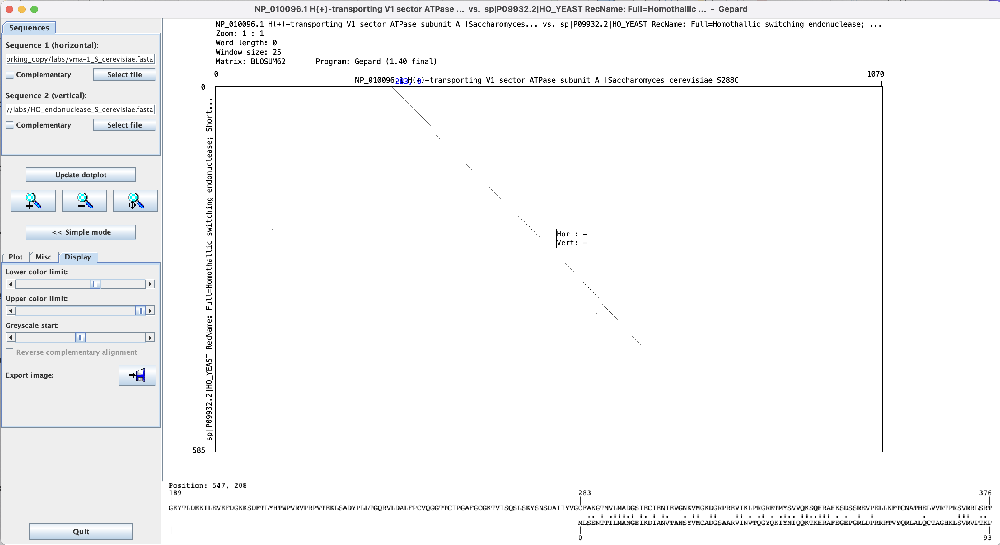 NP_010096.1 H(+)-transporting V1 sector ATPase ... vs. sp|P09932.2|HO_YEAST RecName: Full=Homothallic ... - Gepard
Sequences
Sequence 1 (horizontal):
orking_copy/labs/vma-1_S_cerevisiae.fasta
Complementary
Select file
Sequence 2 (vertical):
y/labs/HO_endonuclease_S_cerevisiae.fasta
Complementary
Select file
Update dotplot
<< Simple mode
Plot
Misc
Display
Lower color limit:
Upper color limit:
Greyscale start:
Reverse complementary alignment
Export image:
Quit
NP_010096.1 H(+)-transporting V1 sector ATPase subunit A [Saccharomyces... vs. sp|P09932.2|HO_YEAST RecName: Full=Homothallic switching endonuclease; ...
Zoom: 1 : 1
Word length: 0
Window size: 25
Matrix: BLOSUM62 Program: Gepard (1.40 final)
0
1070
NP_010096.1 H(+)-transporting V1 sector ATPase subunit A [Saccharomyces cerevisiae S288C]
283, 0
0
sp|P09932.2|HO_YEAST RecName: Full=Homothallic switching endonuclease; Short...
585
Hor : -
Vert: -
Position: 547, 208
189 283 376
GEYTLDEKILEVEFDGKKSDFTLYHTWPVRVPRPVTEKLSADYPLLTGQRVLDALFPCVQGGTTCIPGAFGCGKTVISQSLSKYSNSDAIIYVGCFAKGTNVLMADGSIECIENIEVGNKVMGKDGRPREVIKLPRGRETMYSVVQKSQHRAHKSDSSREVPELLKFTCNATHELVVRTPRSVRRLSRT
MLSENTTILMANGEIKDIANVTANSYVMCADGSAARVINVTQGYQKIYNIQQKTKHRAFEGEPGRLDPRRRTVYQRLALQCTAGHKLSVRVPTKP
0 93